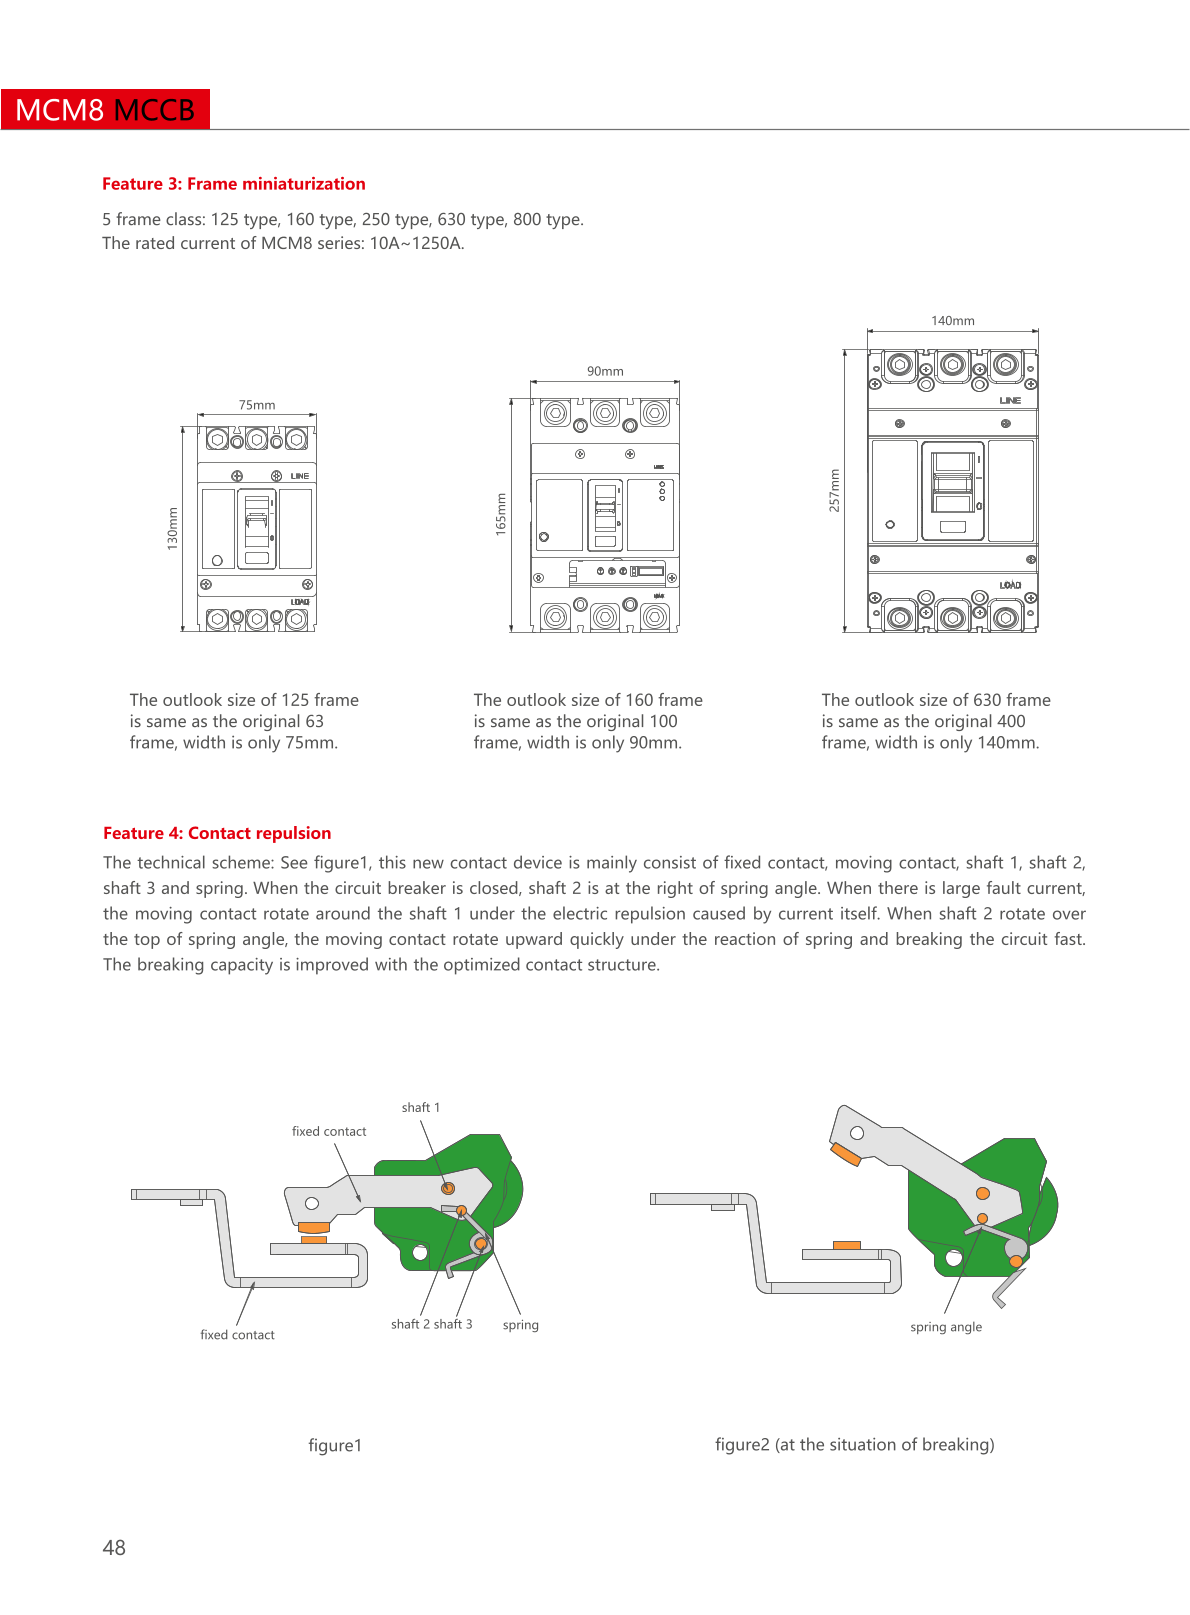 MCM8 MCCB
Feature 3: Frame miniaturization
5 frame class: 125 type, 160 type, 250 type, 630 type, 800 type.
The rated current of MCM8 series: 10A~1250A.
75mm
130mm
LINE
LOAD
90mm
165mm
LINE
LOAD
140mm
257mm
LINE
LOAD
The outlook size of 125 frame
is same as the original 63
frame, width is only 75mm.
The outlook size of 160 frame
is same as the original 100
frame, width is only 90mm.
The outlook size of 630 frame
is same as the original 400
frame, width is only 140mm.
Feature 4: Contact repulsion
The technical scheme: See figure1, this new contact device is mainly consist of fixed contact, moving contact, shaft 1, shaft 2,
shaft 3 and spring. When the circuit breaker is closed, shaft 2 is at the right of spring angle. When there is large fault current,
the moving contact rotate around the shaft 1 under the electric repulsion caused by current itself. When shaft 2 rotate over
the top of spring angle, the moving contact rotate upward quickly under the reaction of spring and breaking the circuit fast.
The breaking capacity is improved with the optimized contact structure.
shaft 1
fixed contact
fixed contact
shaft 2 shaft 3
spring
spring angle
figure1
figure2 (at the situation of breaking)
48